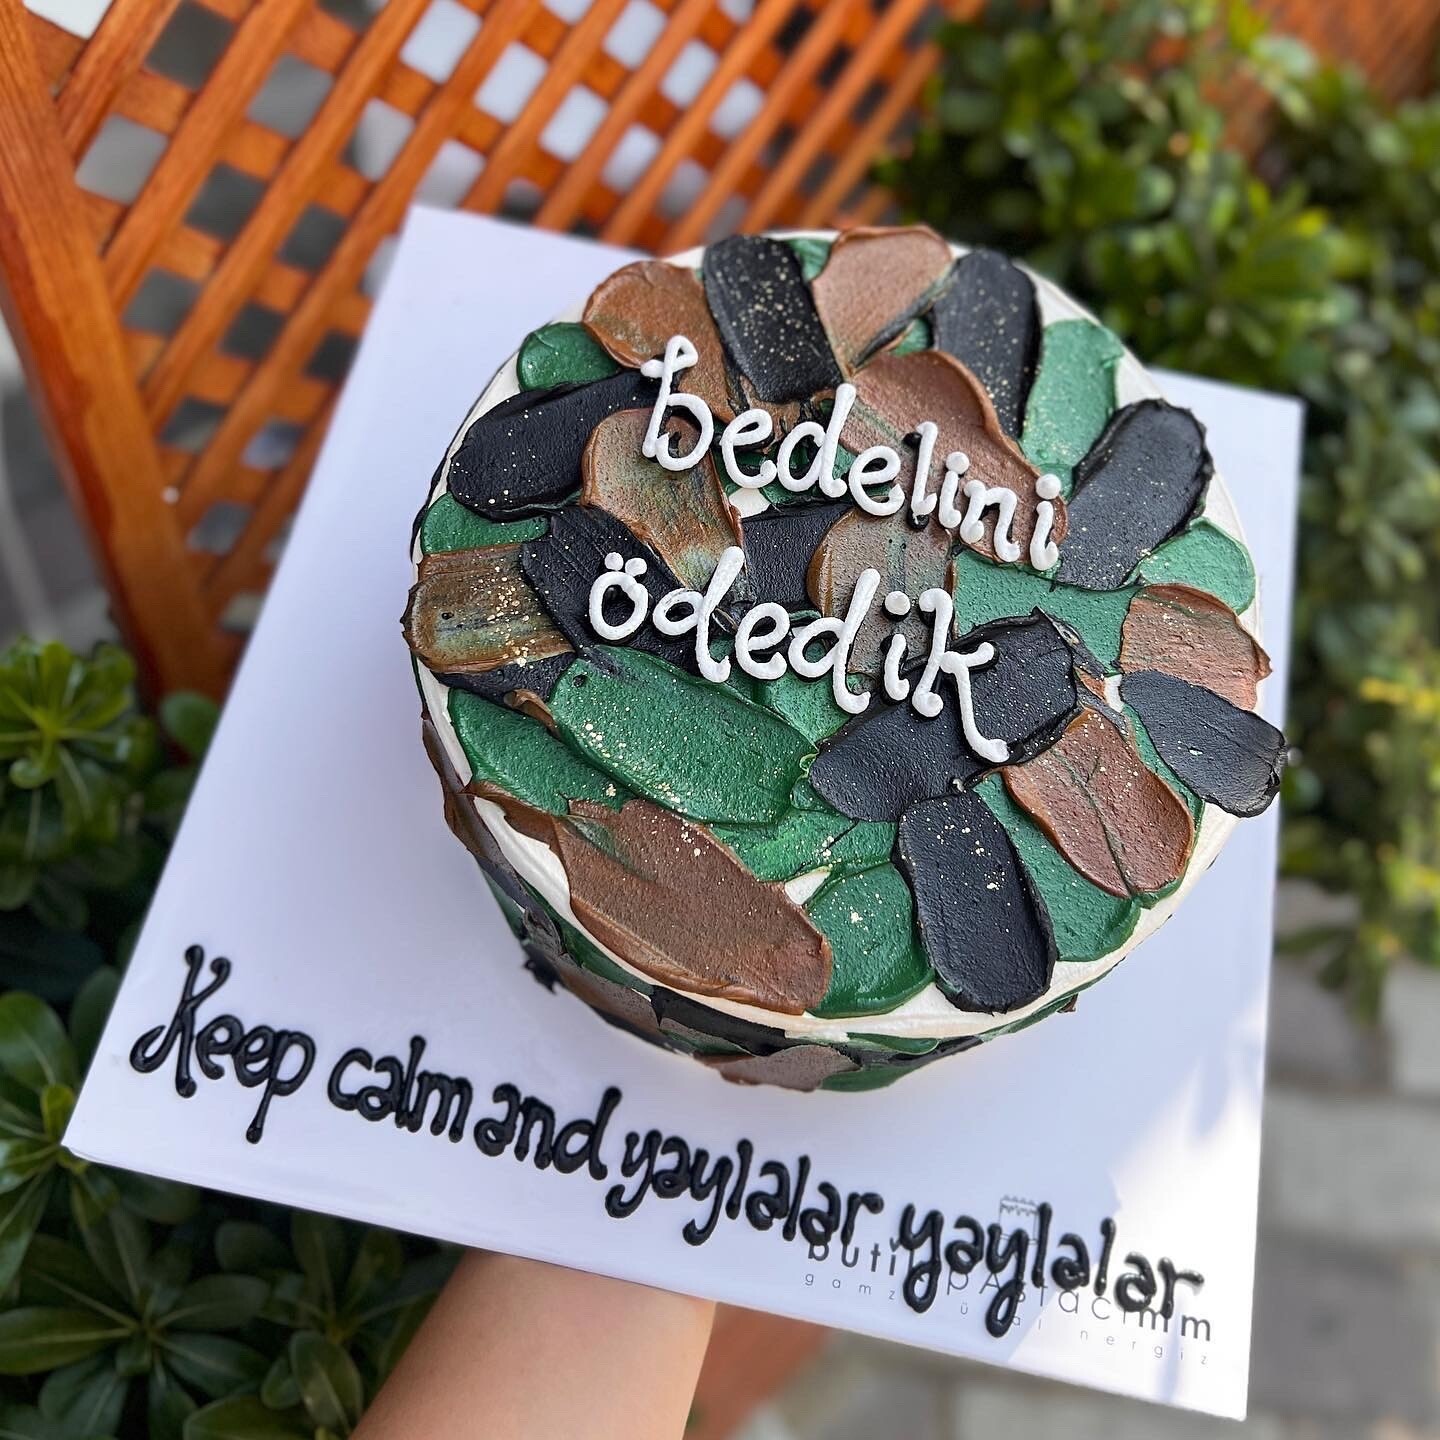 bedelini
ödedik
Keep calm and yaylalar yaylalar